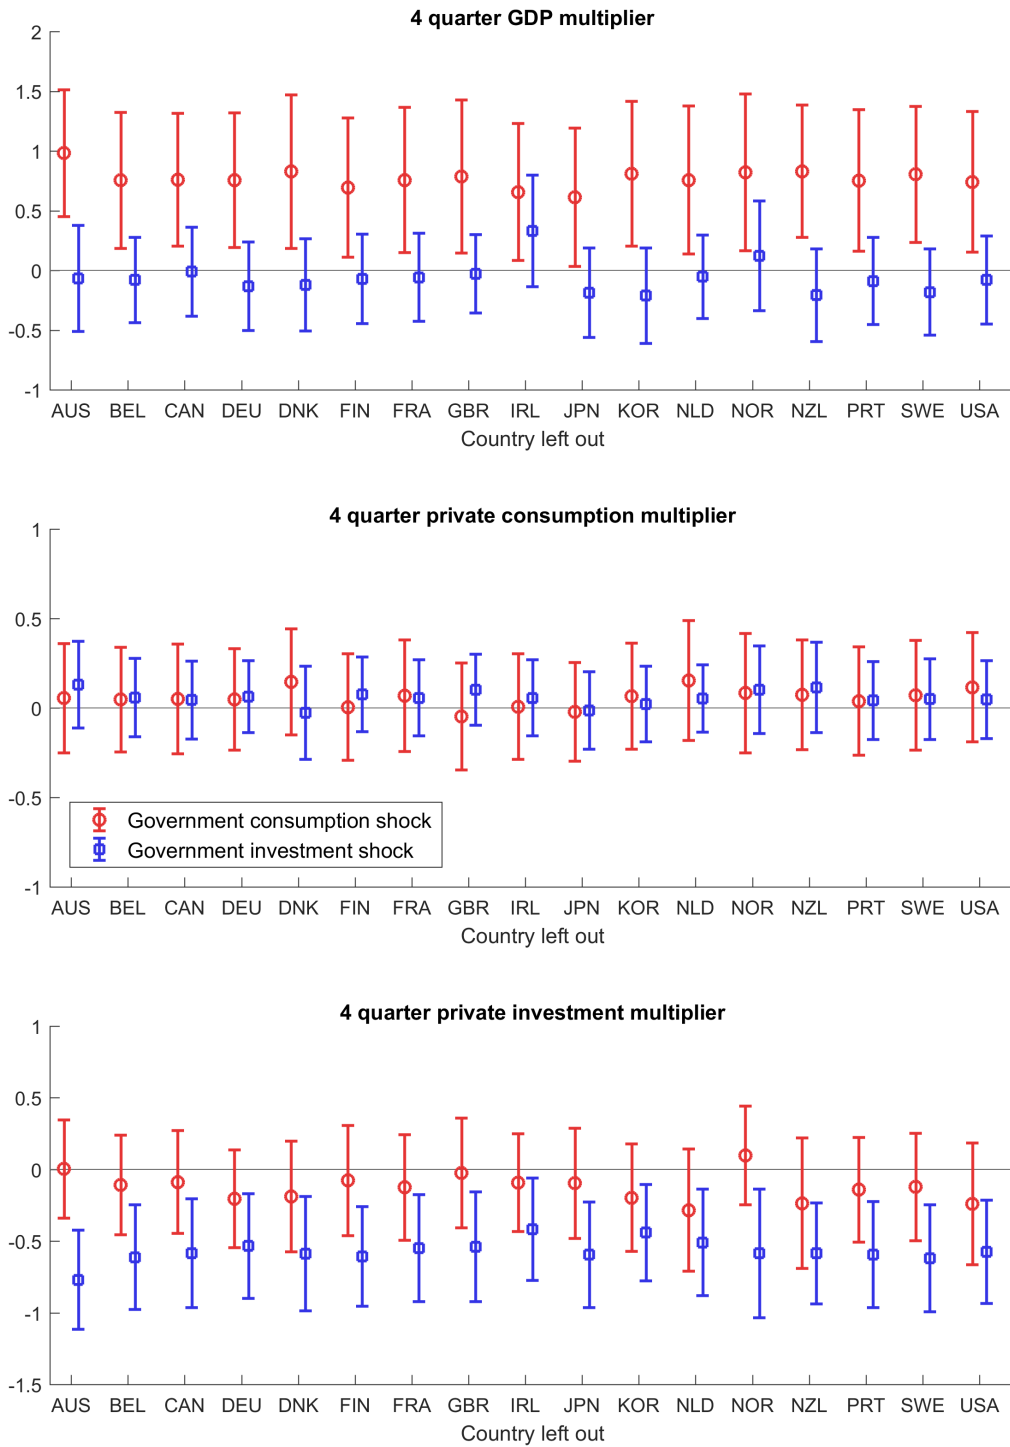 4 quarter GDP multiplier
2
1.5
1
0.5
0
-0.5
-1
AUS BEL CAN DEU DNK FIN FRA GBR IRL JPN KOR NLD NOR NZL PRT SWE USA
Country left out
4 quarter private consumption multiplier
1
0.5
0
-0.5
Government consumption shock
Government investment shock
-1
AUS BEL CAN DEU DNK FIN FRA GBR IRL JPN KOR NLD NOR NZL PRT SWE USA
Country left out
4 quarter private investment multiplier
1
0.5
0
-0.5
-1
-1.5
AUS BEL CAN DEU DNK FIN FRA GBR IRL JPN KOR NLD NOR NZL PRT SWE USA
Country left out